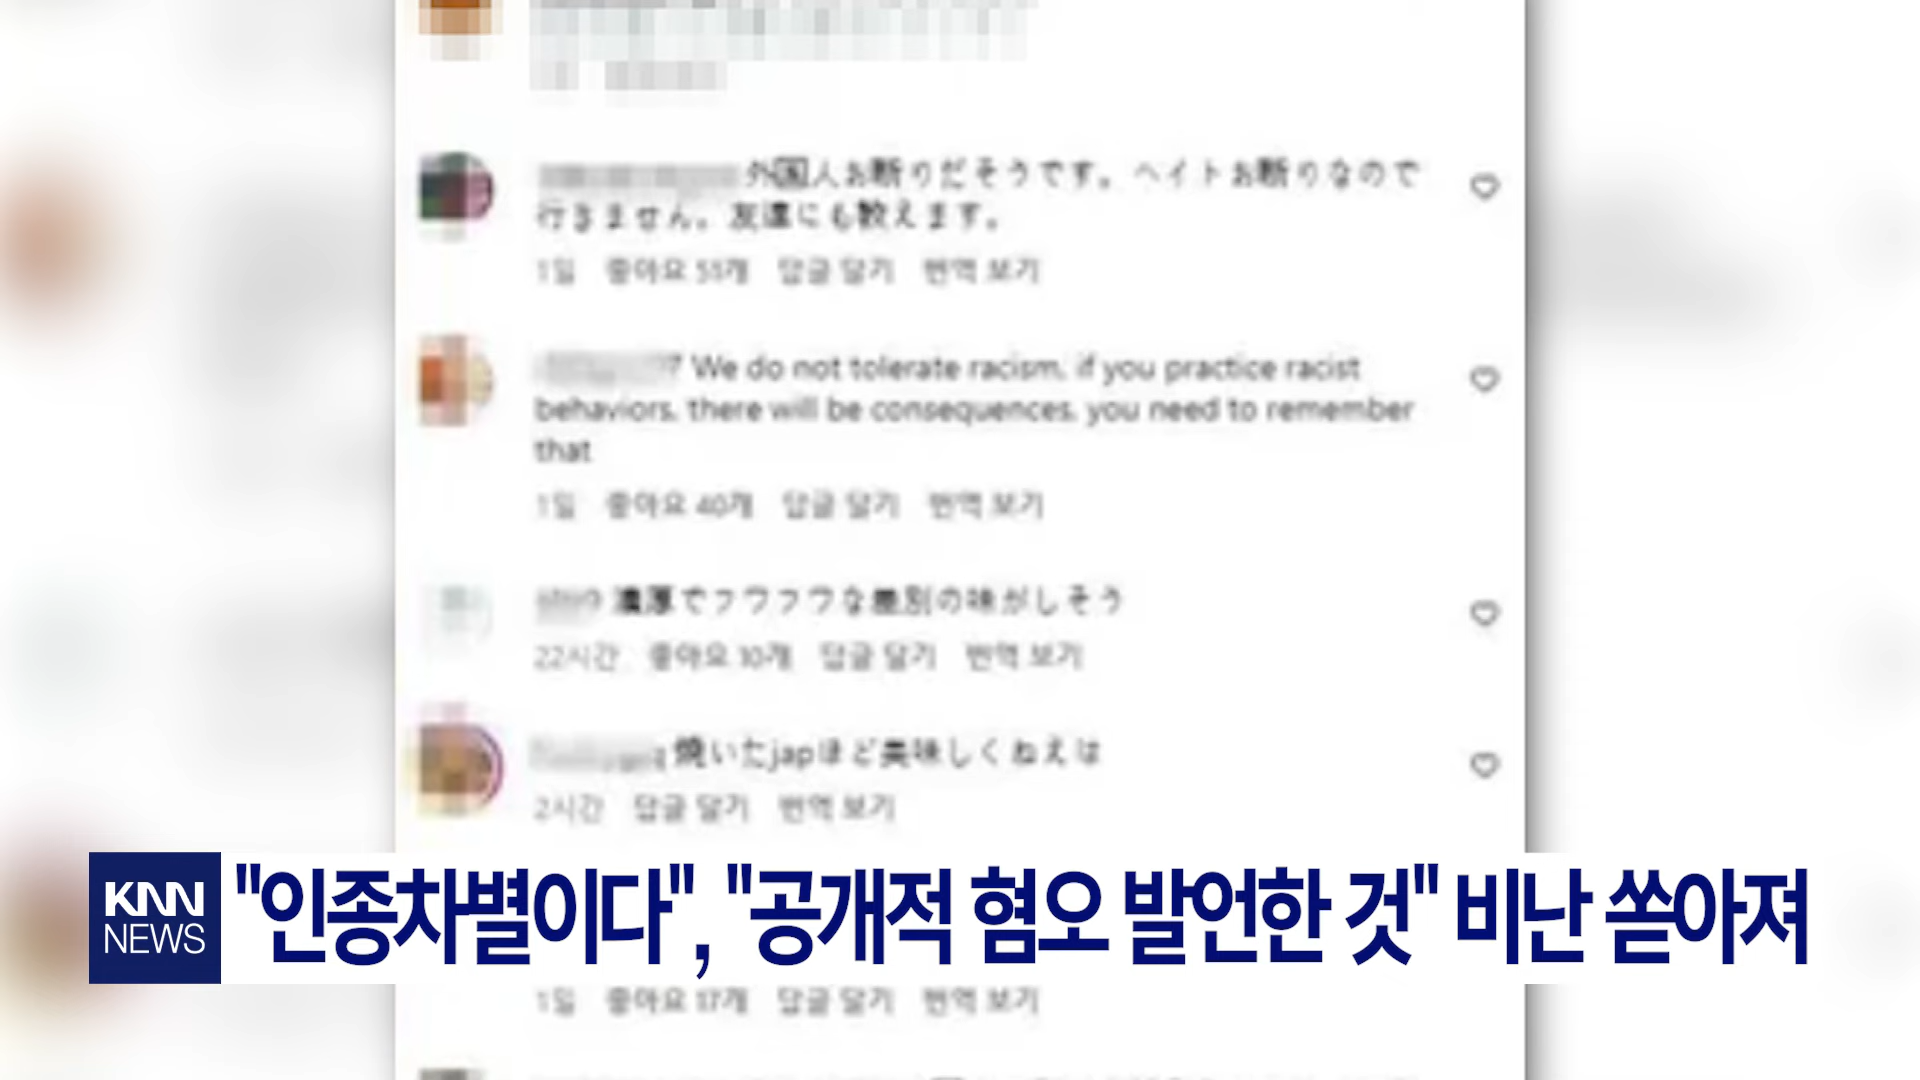 外国人お断りだそうです。ヘイトお断りなので
行きません。友達にも教えます。
1일 좋아요 51개 답글 달기 번역 보기
7 We do not tolerate racism, if you practice racist
behaviors, there will be consequences, you need to remember
that
1일 좋아요 40개 답글 달기 번역 보기
濃厚でフワフワな差別の味がしそう
22시간 좋아요 10개 답글 달기 번역 보기
焼いたjapほど美味しくねえは
2시간 답글 달기 번역 보기
KNN
NEWS
"인종차별이다", "공개적 혐오 발언한 것" 비난 쏟아져
1일 좋아요 17개 답글 달기 번역 보기